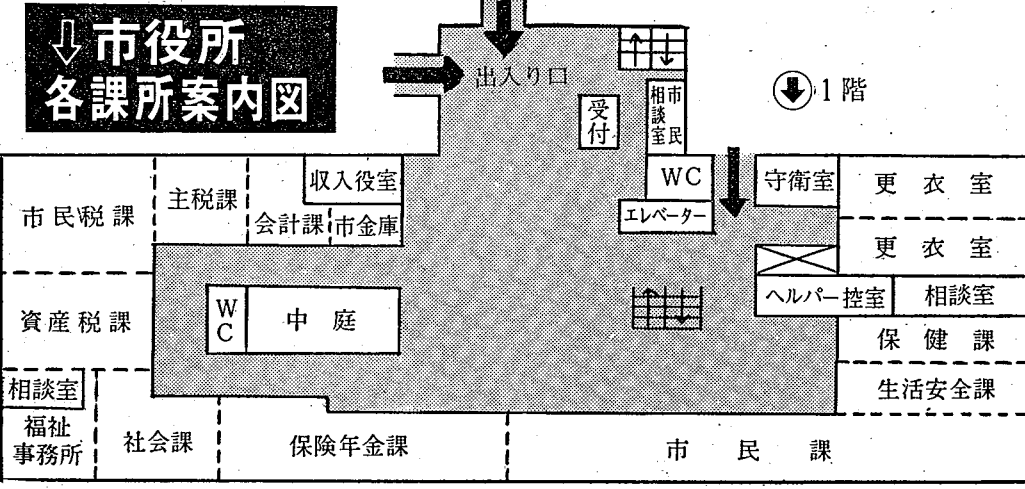 ⇩市役所
各課所案内図
出入り口
受付
市民
相談室
1階
市民税課
主税課
収入役室
会計課
市金庫
WC
エレベーター
守衛室
更衣室
更衣室
資産税課
WC
中庭
ヘルパー控室
相談室
保健課
生活安全課
相談室
福祉
事務所
社会課
保険年金課
市民課